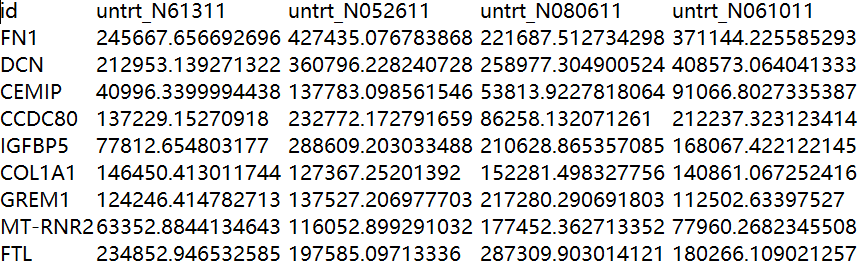 id untrt_N61311 untrt_N052611 untrt_N080611 untrt_N061011
FN1 245667.656692696 427435.076783868 221687.512734298 371144.225585293
DCN 212953.139271322 360796.228240728 258977.304900524 408573.064041333
CEMIP 40996.3399994438 137783.098561546 53813.9227818064 91066.8027335387
CCDC80 137229.15270918 232772.172791659 86258.132071261 212237.323123414
IGFBP5 77812.654803177 288609.203033488 210628.865357085 168067.422122145
COL1A1 146450.413011744 127367.25201392 152281.498327756 140861.067252416
GREM1 124246.414782713 137527.206977703 217280.290691803 112502.63397527
MT-RNR2 63352.8844134643 116052.899291032 177452.362713352 77960.2682345508
FTL 234852.946532585 197585.09713336 287309.903014121 180266.109021257